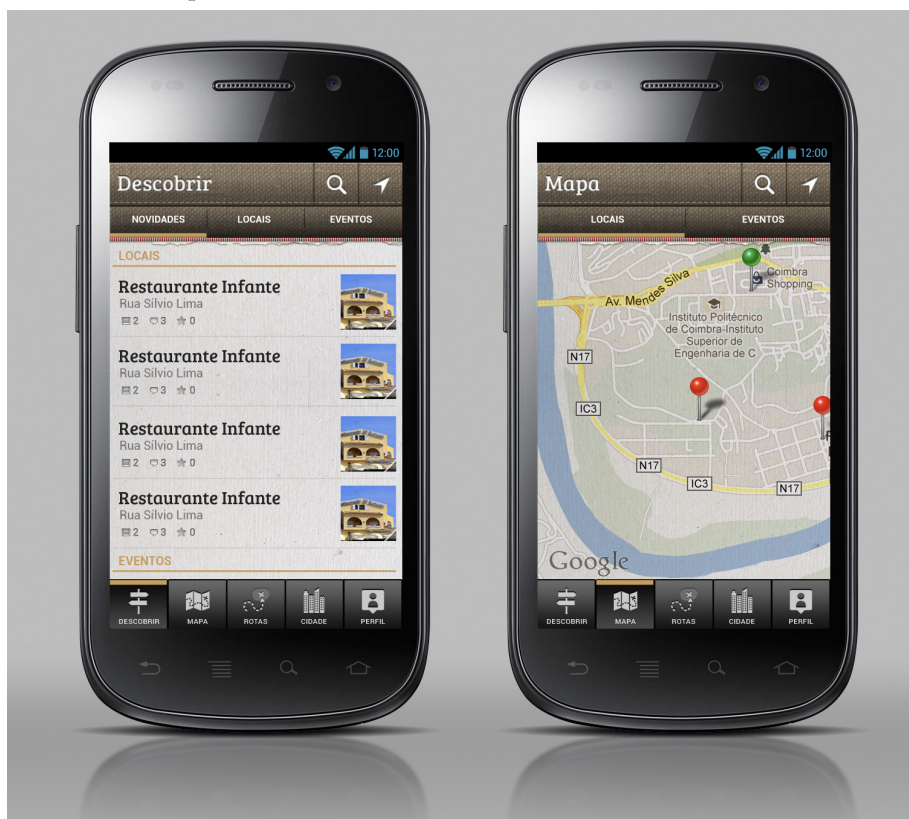 12:00
Descobrir
NOVIDADES LOCAIS EVENTOS
LOCAIS
Restaurante Infante
Rua Sílvio Lima
2 3 0
Restaurante Infante
Rua Sílvio Lima
2 3 0
Restaurante Infante
Rua Sílvio Lima
2 3 0
Restaurante Infante
Rua Sílvio Lima
2 3 0
EVENTOS
DESCOBRIR MAPA ROTAS CIDADE PERFIL
12:00
Mapa
LOCAIS EVENTOS
Coimbra
Shopping
Av. Mendes Silva
Instituto Politécnico
de Coimbra-Instituto
Superior de
Engenharia de C
N17
IC3
N17
IC3
N17
Google
DESCOBRIR MAPA ROTAS CIDADE PERFIL